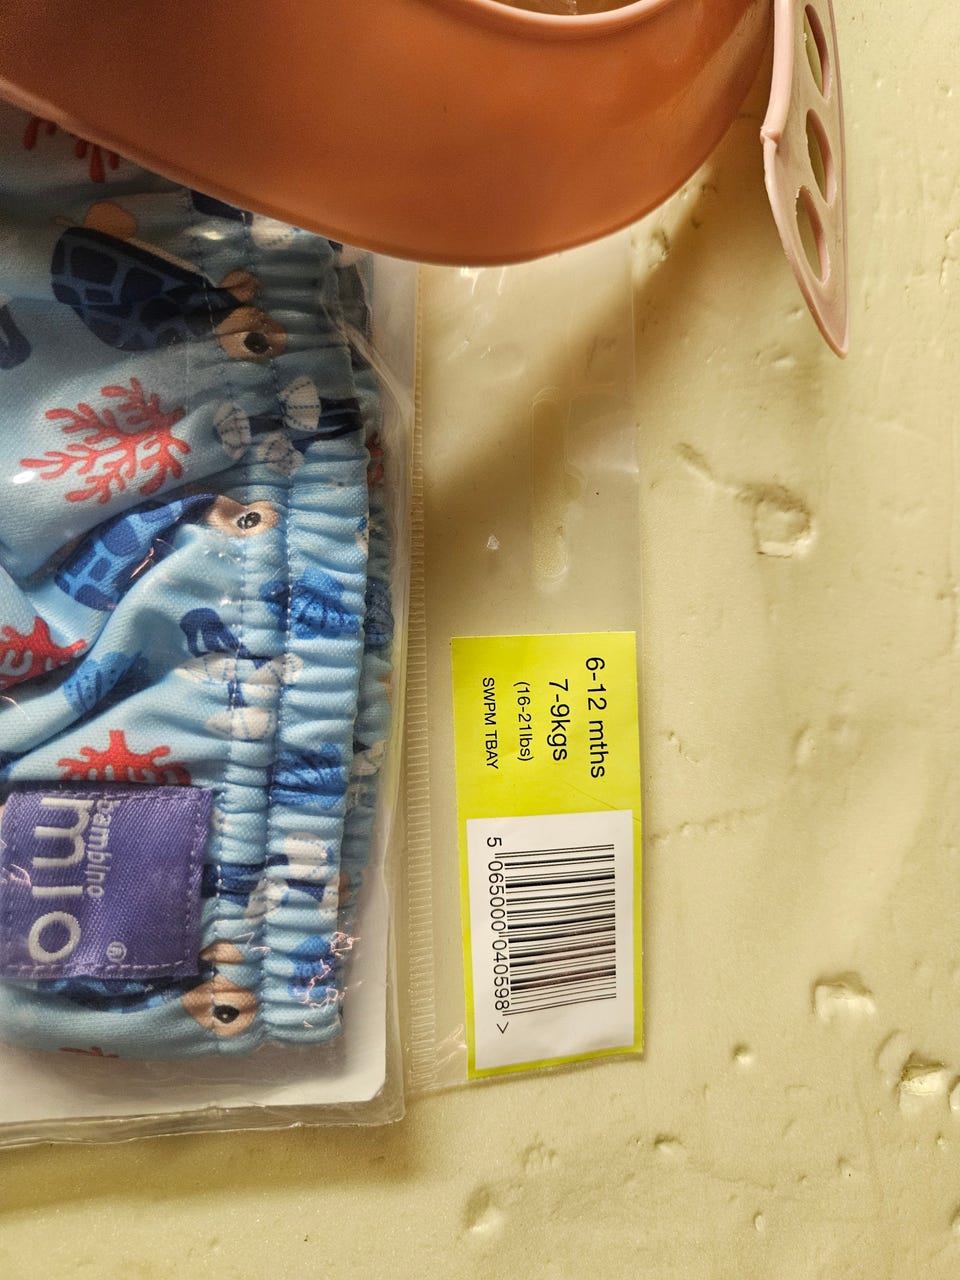 6-12 mths
7-9kgs
(16-21lbs)
SWPM TBAY
5 065000 040598 >
bambino
mio
®